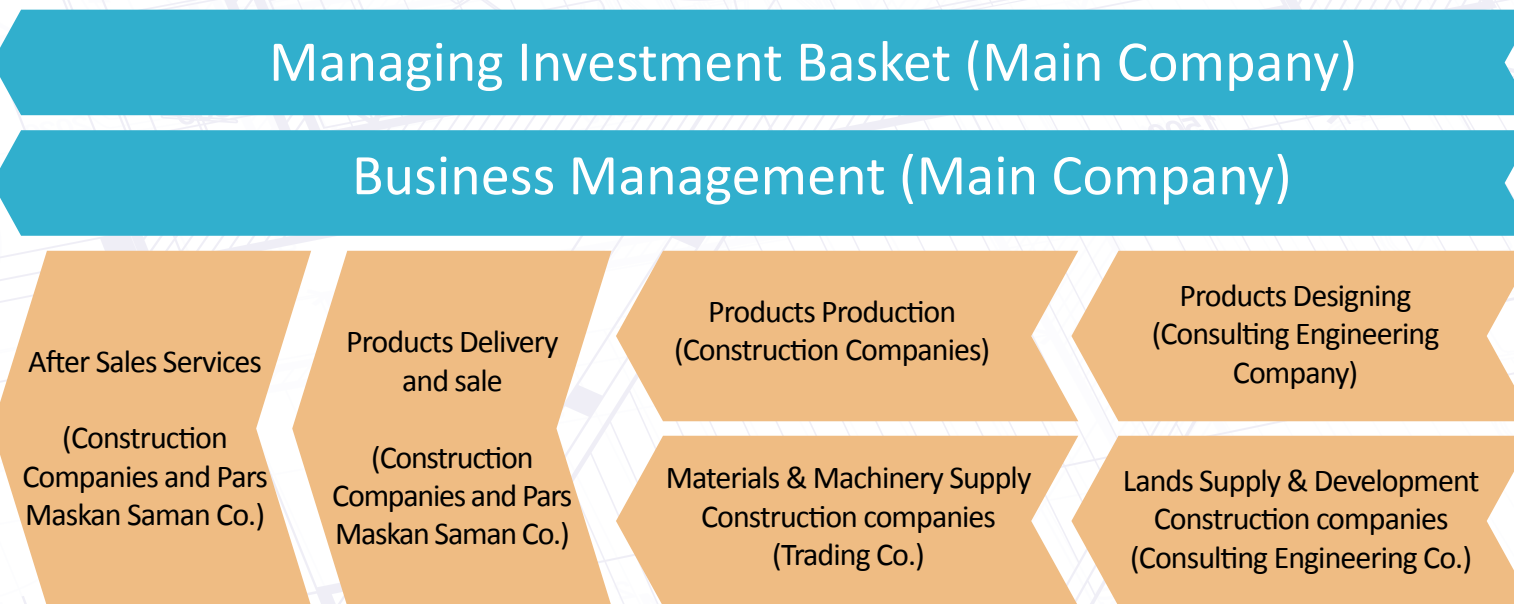 Managing Investment Basket (Main Company)
Business Management (Main Company)
After Sales Services
(Construction
Companies and Pars
Maskan Saman Co.)
Products Delivery
and sale
(Construction
Companies and Pars
Maskan Saman Co.)
Products Production
(Construction Companies)
Products Designing
(Consulting Engineering
Company)
Materials & Machinery Supply
Construction companies
(Trading Co.)
Lands Supply & Development
Construction companies
(Consulting Engineering Co.)